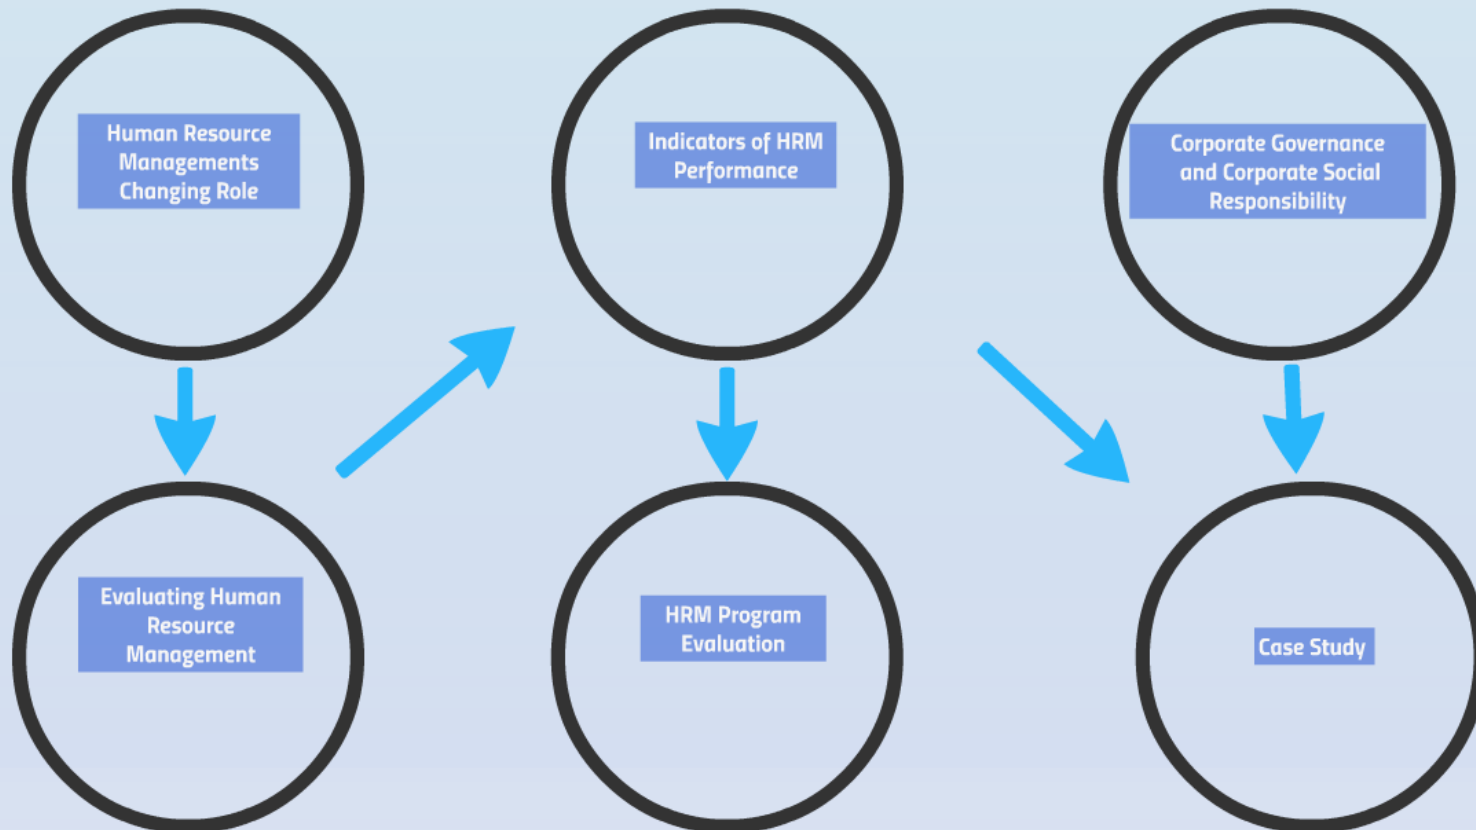 Human Resource
Managements
Changing Role
Indicators of HRM
Performance
Corporate Governance
and Corporate Social
Responsibility
Evaluating Human
Resource
Management
HRM Program
Evaluation
Case Study